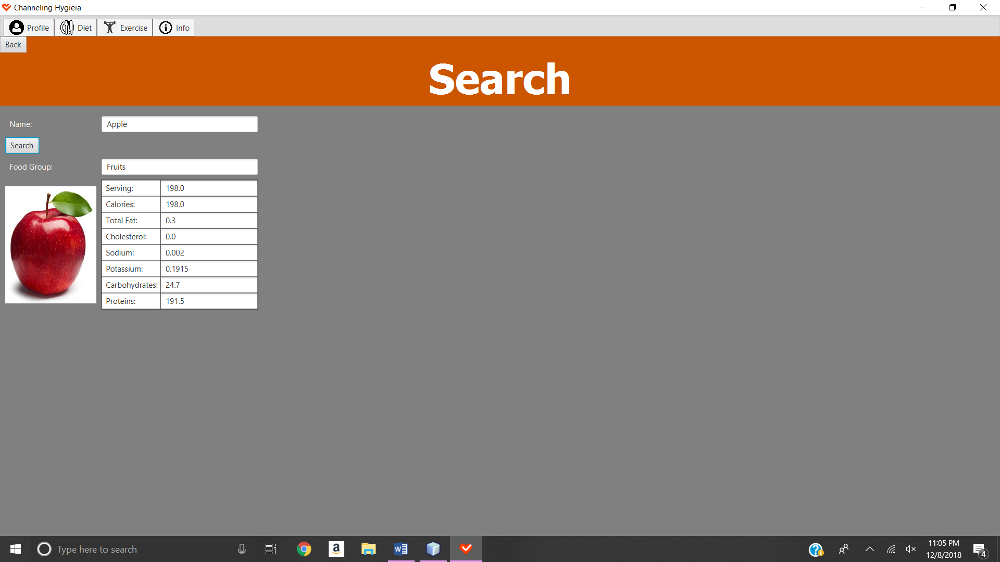 Channeling Hygieia
Profile Diet Exercise Info
Back
Search
Name: Apple
Search
Food Group: Fruits
Serving: 198.0
Calories: 198.0
Total Fat: 0.3
Cholesterol: 0.0
Sodium: 0.002
Potassium: 0.1915
Carbohydrates: 24.7
Proteins: 191.5
Type here to search
11:05 PM
12/8/2018
4